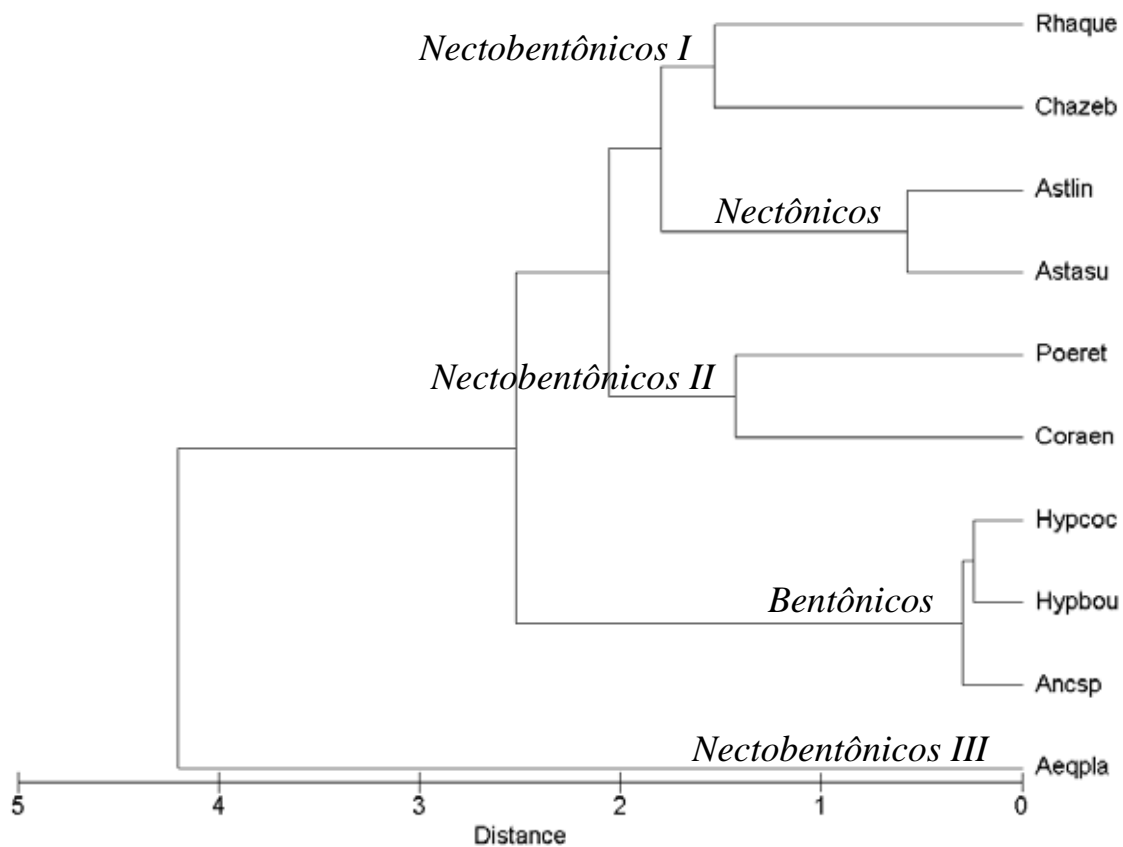 Rhaque
Nectobentônicos I
Chazeb
Astlin
Nectônicos
Astasu
Poeret
Nectobentônicos II
Coraen
Hypcoc
Bentônicos
Hypbou
Ancsp
Nectobentônicos III
Aeqpla
5 4 3 2 1 0
Distance